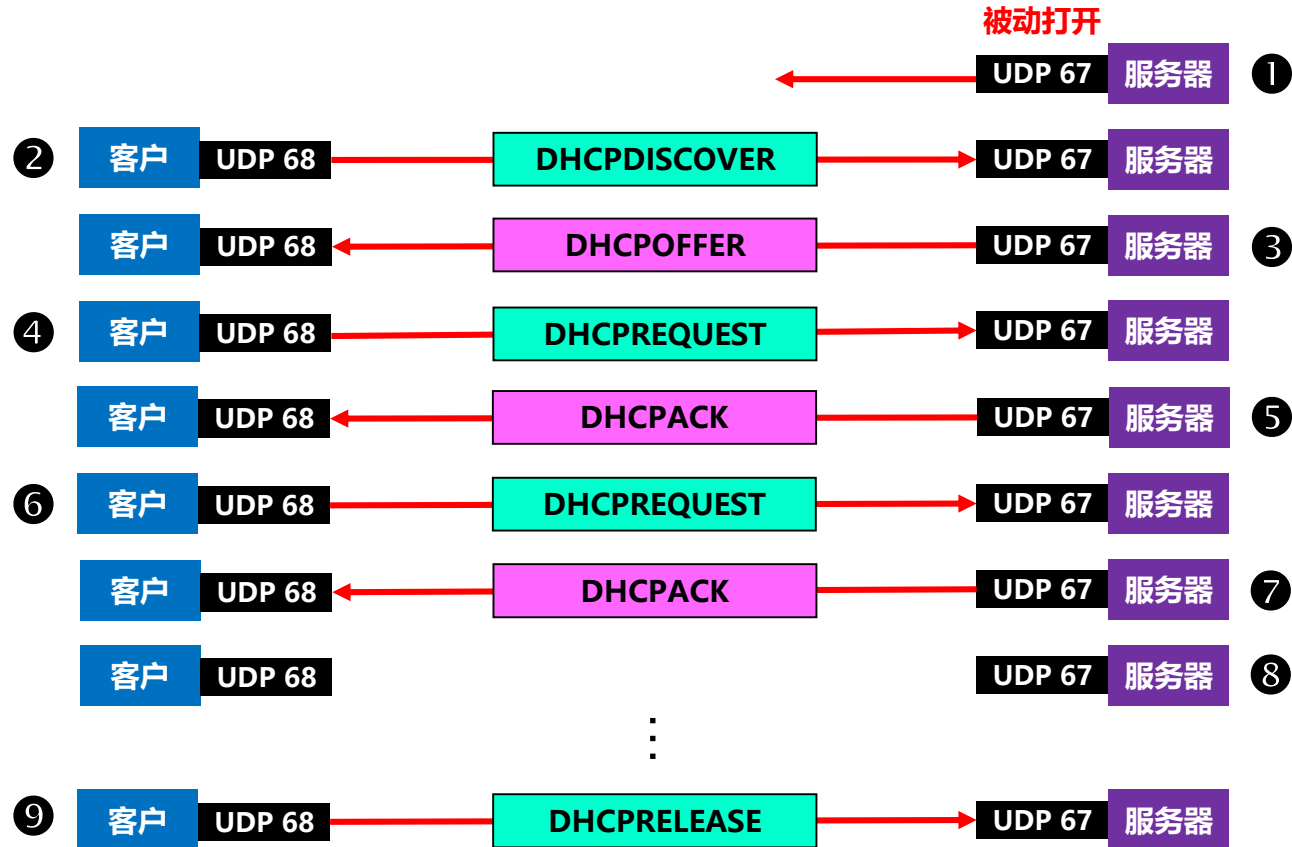 被动打开
UDP 67 服务器 ❶
❷ 客户 UDP 68 DHCPDISCOVER UDP 67 服务器
客户 UDP 68 DHCPOFFER UDP 67 服务器 ❸
❹ 客户 UDP 68 DHCPREQUEST UDP 67 服务器
客户 UDP 68 DHCPACK UDP 67 服务器 ❺
❻ 客户 UDP 68 DHCPREQUEST UDP 67 服务器
客户 UDP 68 DHCPACK UDP 67 服务器 ❼
客户 UDP 68 UDP 67 服务器 ❽
⋮
❾ 客户 UDP 68 DHCPRELEASE UDP 67 服务器